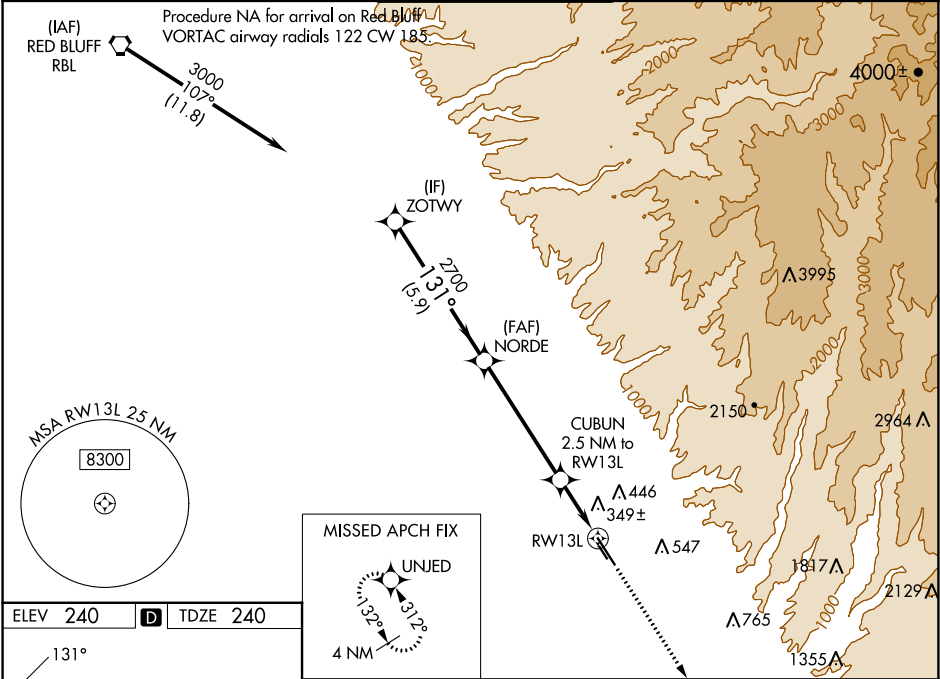 Procedure NA for arrival on Red Bluff
VORTAC airway radials 122 CW 185.
(IAF)
RED BLUFF
RBL
3000
107°
(11.8)
(IF)
ZOTWY
2700
131°
(5.9)
(FAF)
NORDE
CUBUN
2.5 NM to
RW13L
RW13L
1000
2000
3000
4000±
3995
3000
2000
1000
2150
2964
446
349±
547
1817
2129
765
1000
1355
MSA RW13L 25 NM
8300
MISSED APCH FIX
UNJED
132°
312°
4 NM
ELEV 240
D
TDZE 240
131°